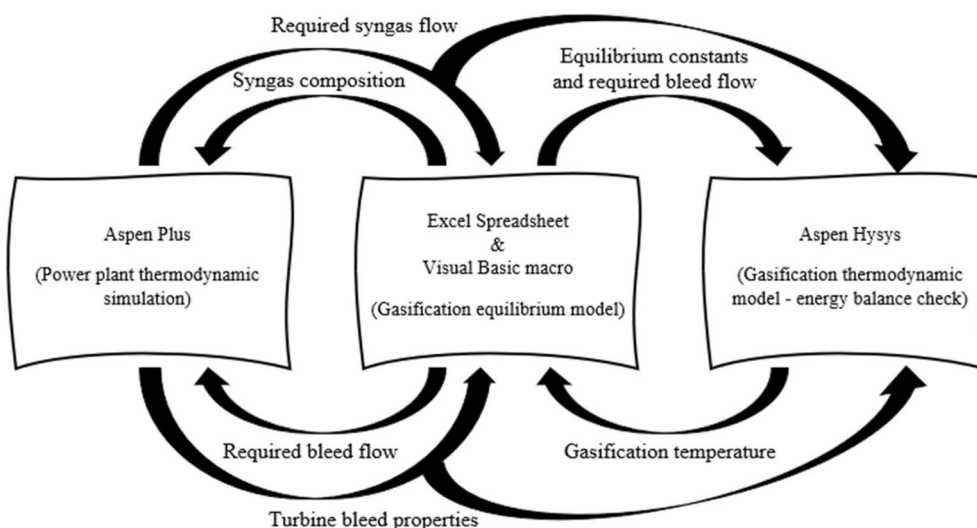 Required syngas flow
Syngas composition
Equilibrium constants
and required bleed flow
Aspen Plus
(Power plant thermodynamic
simulation)
Excel Spreadsheet
&
Visual Basic macro
(Gasification equilibrium model)
Aspen Hysys
(Gasification thermodynamic
model - energy balance check)
Required bleed flow
Gasification temperature
Turbine bleed properties